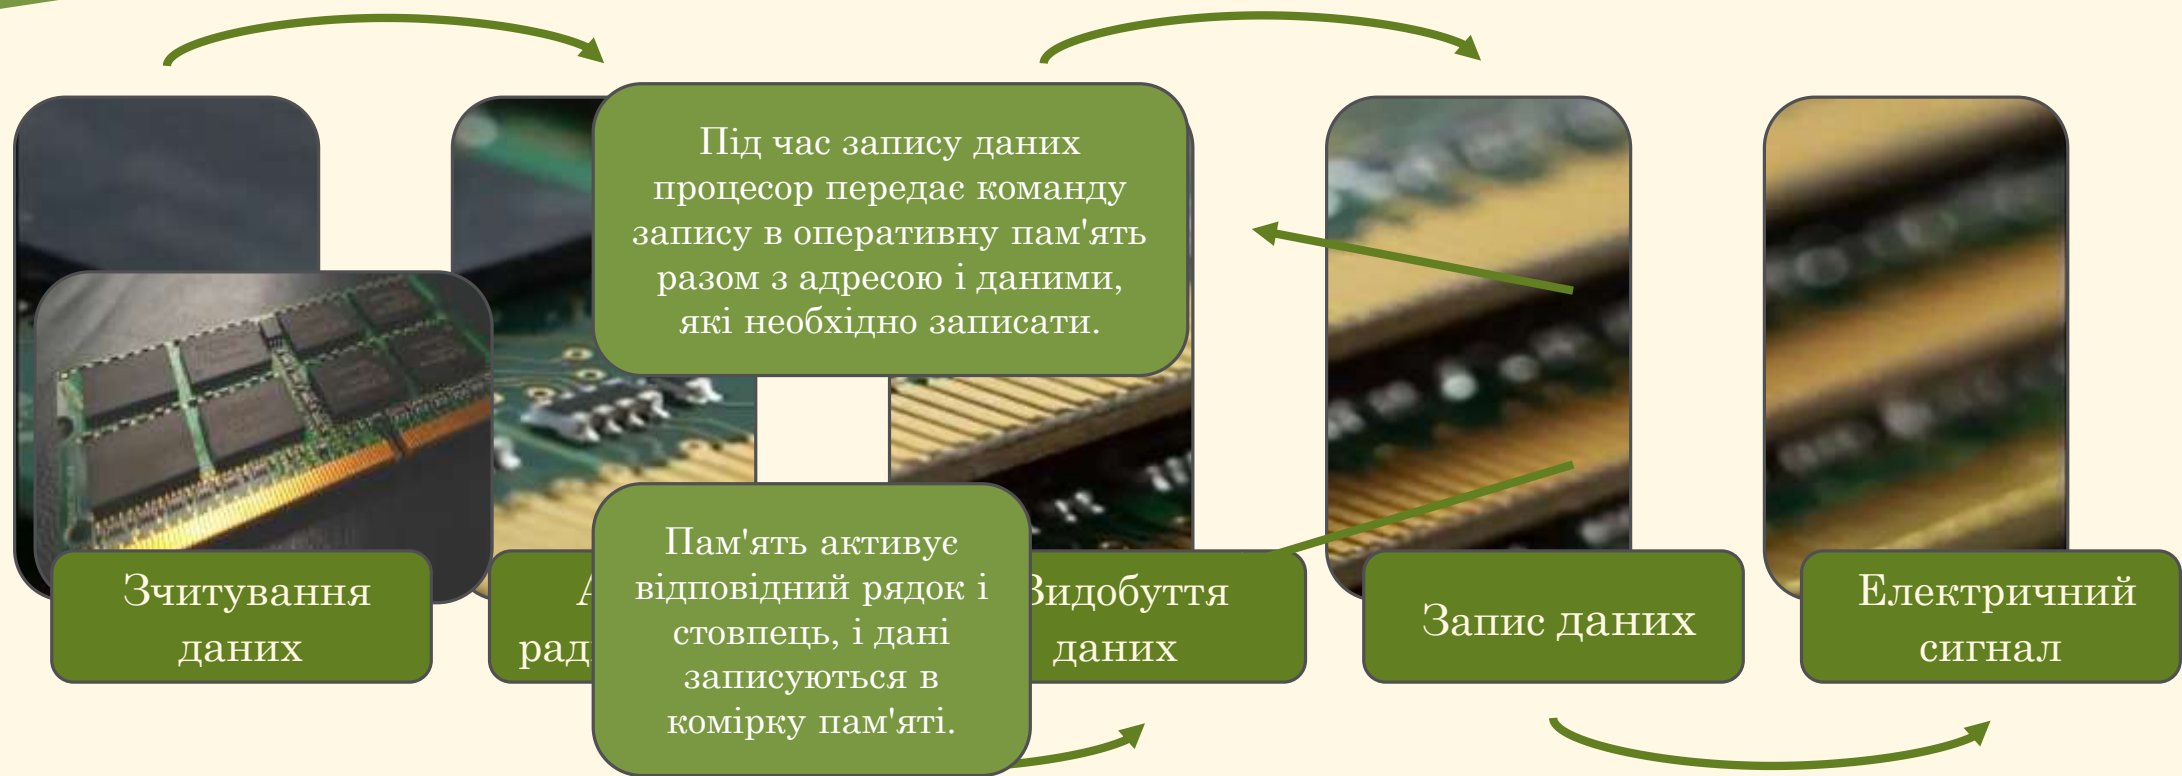 Під час запису даних
процесор передає команду
запису в оперативну пам'ять
разом з адресою і даними,
які необхідно записати.
Пам'ять активує
відповідний рядок і
стовпець, і дані
записуються в
комірку пам'яті.
Зчитування
даних
Видобуття
даних
Запис даних
Електричний
сигнал